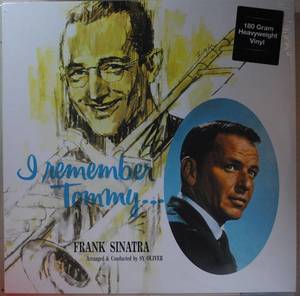 180 Gram
Heavyweight
Vinyl
I remember
Tommy...
FRANK SINATRA
Arranged & Conducted by SY OLIVER